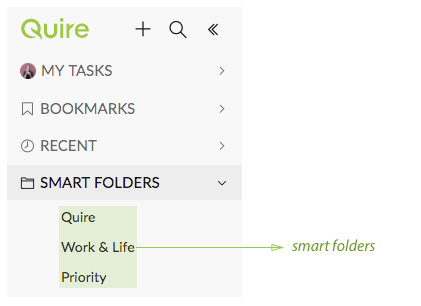 Quire
MY TASKS
BOOKMARKS
RECENT
SMART FOLDERS
Quire
Work & Life
smart folders
Priority